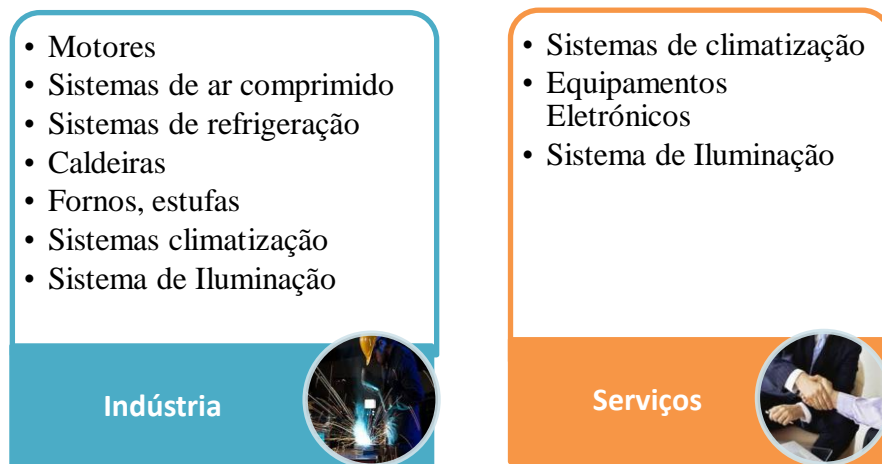 • Motores
• Sistemas de ar comprimido
• Sistemas de refrigeração
• Caldeiras
• Fornos, estufas
• Sistemas climatização
• Sistema de Iluminação
Indústria
• Sistemas de climatização
• Equipamentos
Eletrónicos
• Sistema de Iluminação
Serviços